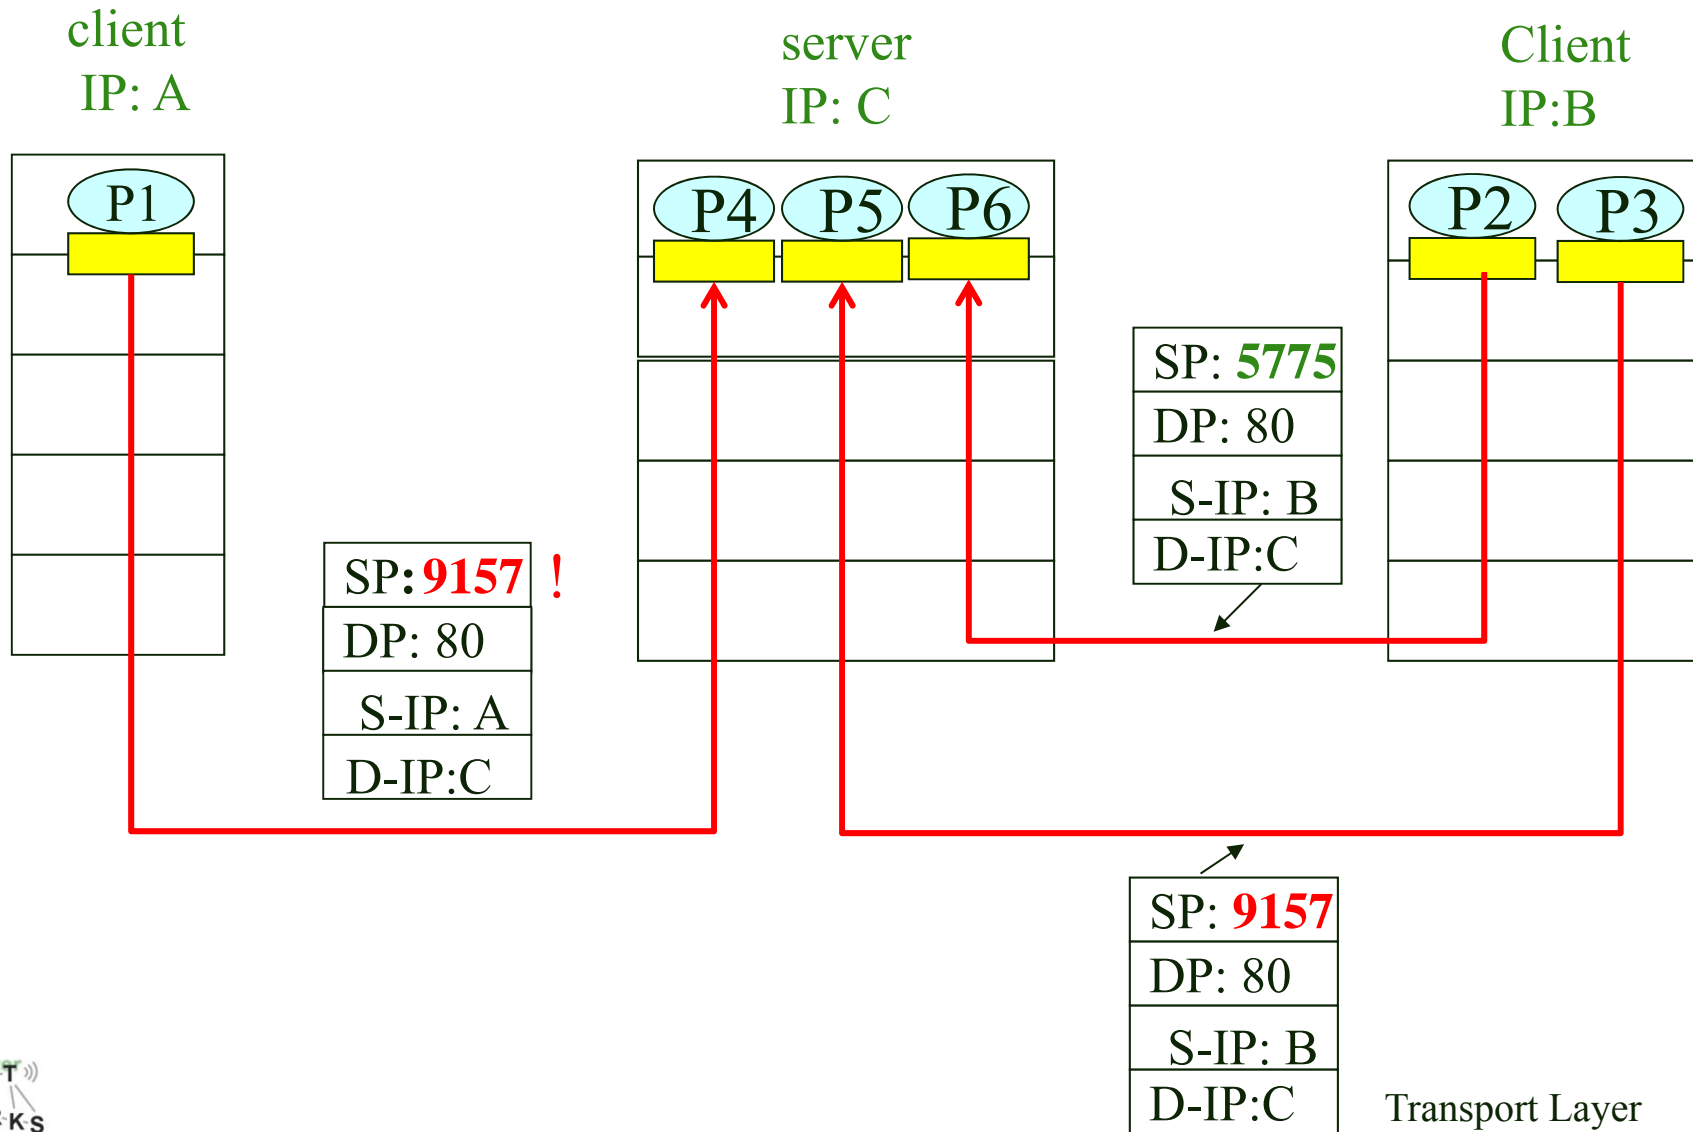 client
IP: A
server
IP: C
Client
IP:B
P1
P4
P5
P6
P2
P3
SP: 5775
DP: 80
S-IP: B
D-IP:C
SP: 9157 !
DP: 80
S-IP: A
D-IP:C
SP: 9157
DP: 80
S-IP: B
D-IP:C
Transport Layer